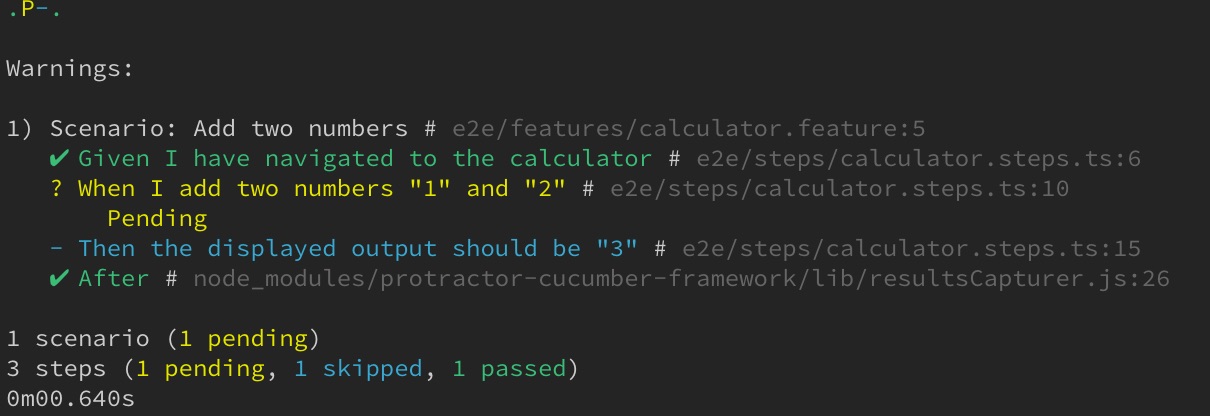 .P-.
Warnings:
1) Scenario: Add two numbers # e2e/features/calculator.feature:5
✔ Given I have navigated to the calculator # e2e/steps/calculator.steps.ts:6
? When I add two numbers "1" and "2" # e2e/steps/calculator.steps.ts:10
Pending
- Then the displayed output should be "3" # e2e/steps/calculator.steps.ts:15
✔ After # node_modules/protractor-cucumber-framework/lib/resultsCapturer.js:26
1 scenario (1 pending)
3 steps (1 pending, 1 skipped, 1 passed)
0m00.640s